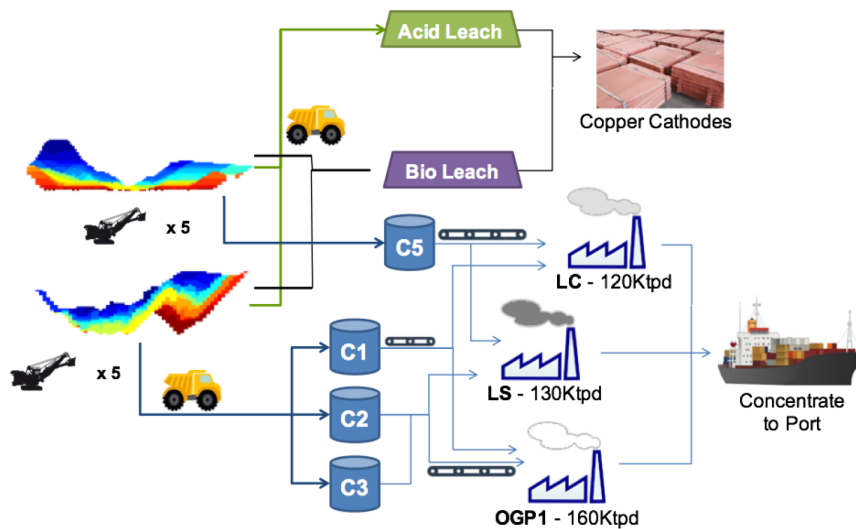 Acid Leach
Copper Cathodes
Bio Leach
x 5
C5
LC - 120Ktpd
C1
x 5
LS - 130Ktpd
C2
Concentrate
to Port
C3
OGP1 - 160Ktpd